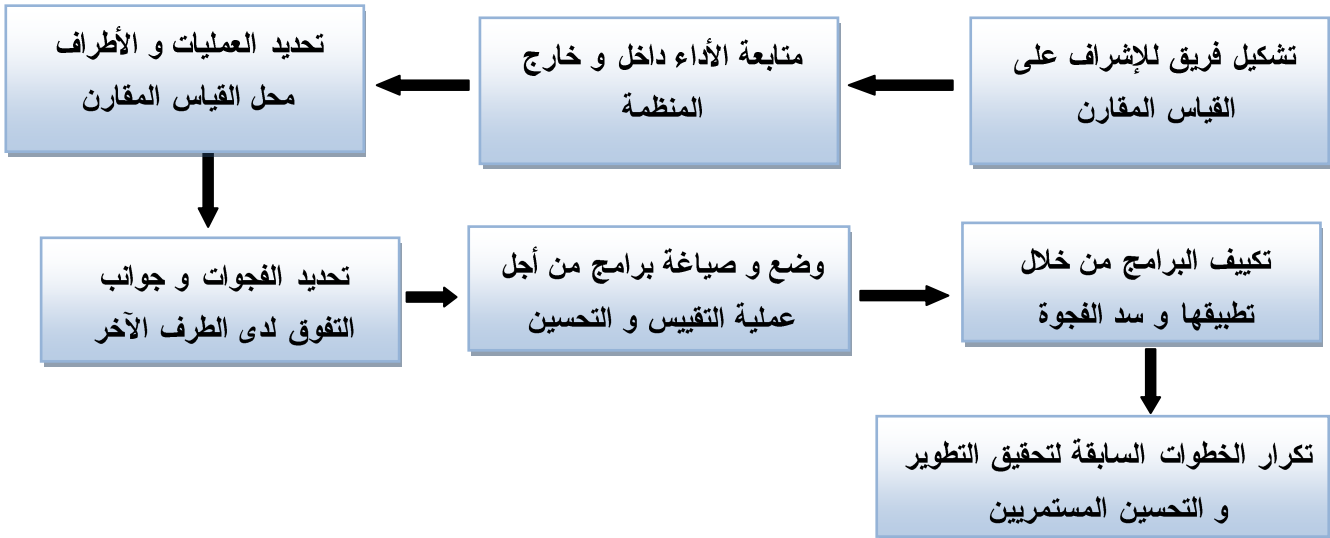 تشكيل فريق للإشراف على
القياس المقارن
متابعة الأداء داخل و خارج
المنظمة
تحديد العمليات و الأطراف
محل القياس المقارن
تحديد الفجوات و جوانب
التفوق لدى الطرف الآخر
وضع و صياغة برامج من أجل
عملية التقييس و التحسين
تكييف البرامج من خلال
تطبيقها و سد الفجوة
تكرار الخطوات السابقة لتحقيق التطوير
و التحسين المستمريين